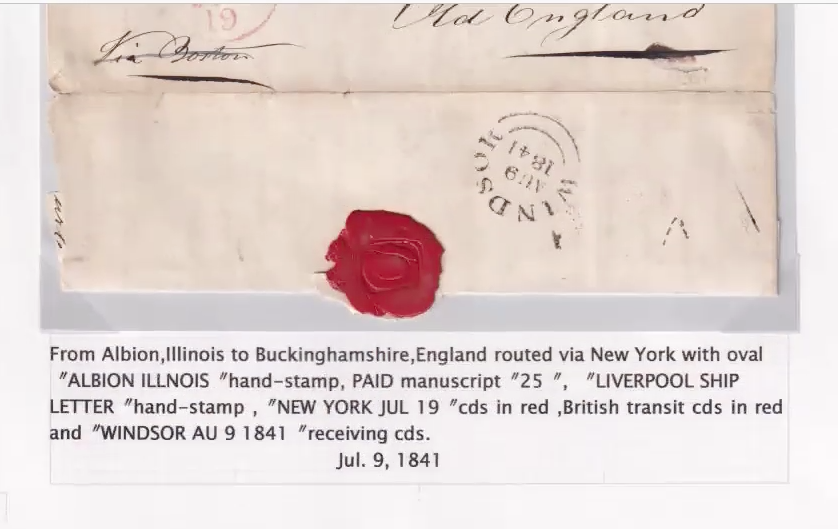 19
Old England
Via Boston
WINDSOR
AU 9
1841
From Albion,Illinois to Buckinghamshire,England routed via New York with oval
"ALBION ILLNOIS "hand-stamp, PAID manuscript "25 ", "LIVERPOOL SHIP
LETTER "hand-stamp , "NEW YORK JUL 19 "cds in red ,British transit cds in red
and "WINDSOR AU 9 1841 "receiving cds.
Jul. 9, 1841